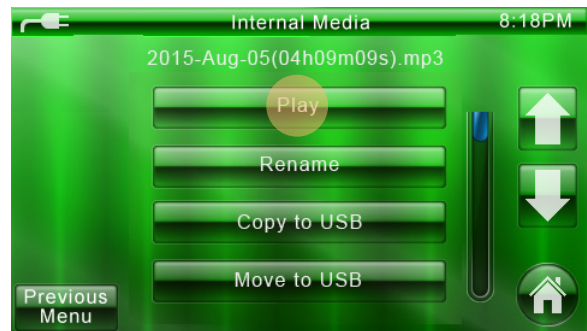 Internal Media 8:18PM
2015-Aug-05(04h09m09s).mp3
Play
Rename
Copy to USB
Move to USB
Previous
Menu